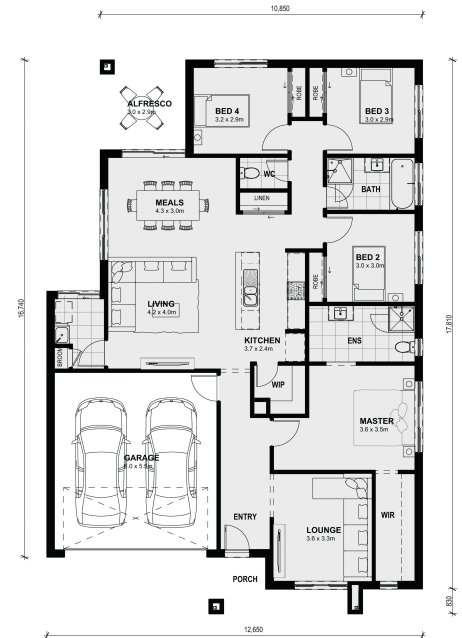 10,850
ALFRESCO
3.0 x 2.9m
BED 4
3.2 x 2.9m
ROBE
ROBE
BED 3
3.0 x 2.9m
WC
BATH
LINEN
MEALS
4.3 x 3.0m
BED 2
3.0 x 3.0m
ROBE
LIVING
4.2 x 4.0m
16,740
17,810
KITCHEN
3.7 x 2.4m
ENS
BROOM
WIP
MASTER
3.6 x 3.5m
GARAGE
6.0 x 5.5m
ENTRY
LOUNGE
3.6 x 3.3m
WIR
PORCH
830
12,650